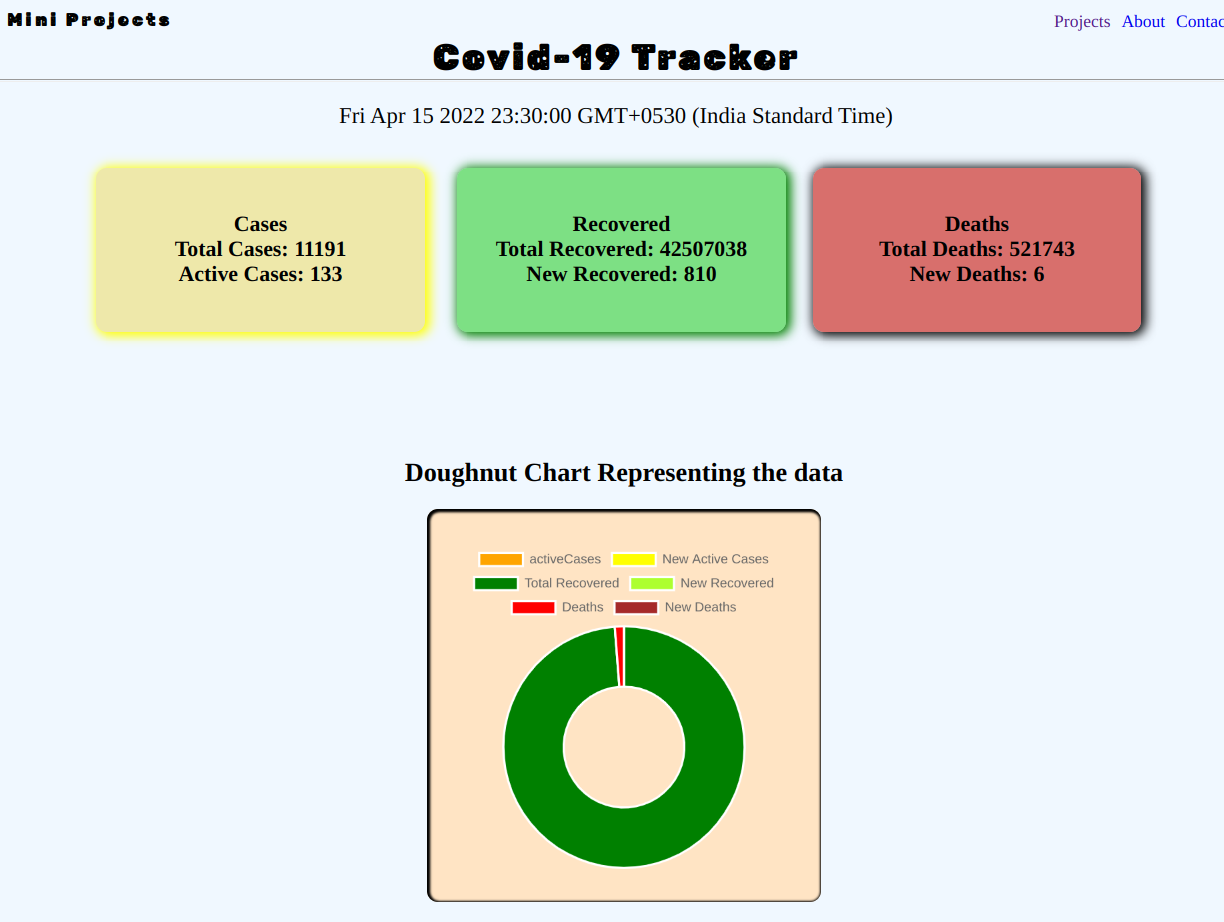 Mini Projects
Projects About Contac
Covid-19 Tracker
Fri Apr 15 2022 23:30:00 GMT+0530 (India Standard Time)
Cases
Total Cases: 11191
Active Cases: 133
Recovered
Total Recovered: 42507038
New Recovered: 810
Deaths
Total Deaths: 521743
New Deaths: 6
Doughnut Chart Representing the data
activeCases New Active Cases
Total Recovered New Recovered
Deaths New Deaths